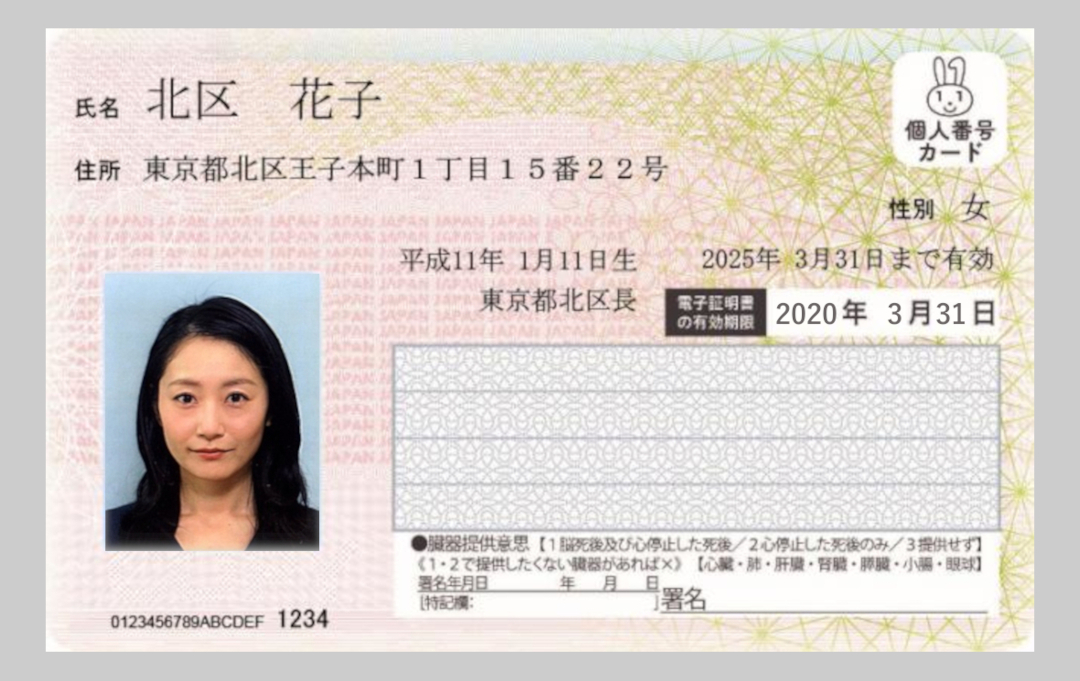 氏名 北区 花子
個人番号
カード
住所 東京都北区王子本町1丁目15番22号
性別 女
平成11年 1月11日生 2025年 3月31日まで有効
東京都北区長 電子証明書の有効期限 2020年 3月31日
●臓器提供意思【1脳死後及び心停止した死後／2心停止した死後のみ／3提供せず】
《1・2で提供したくない臓器があれば×》【心臓・肺・肝臓・腎臓・膵臓・小腸・眼球】
署名年月日 年 月 日
[特記欄: ]署名
0123456789ABCDEF 1234